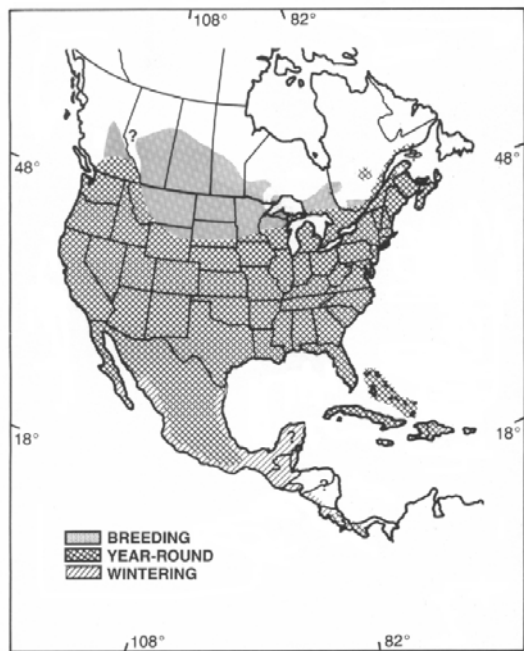 108° 82°
?
48° 48°
18° 18°
?
?
BREEDING
YEAR-ROUND
WINTERING
108° 82°